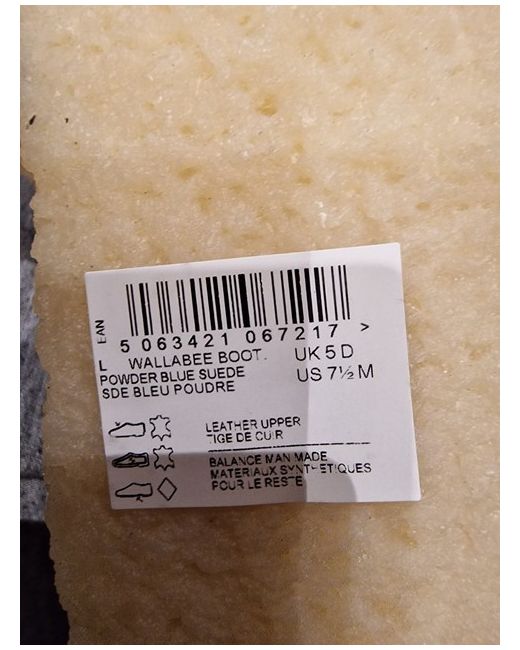 EAN
5 063421 067217 >
L WALLABEE BOOT. UK 5 D
POWDER BLUE SUEDE US 7½ M
SDE BLEU POUDRE
LEATHER UPPER
TIGE DE CUIR
BALANCE MAN MADE
MATERIAUX SYNTHETIQUES
POUR LE RESTE